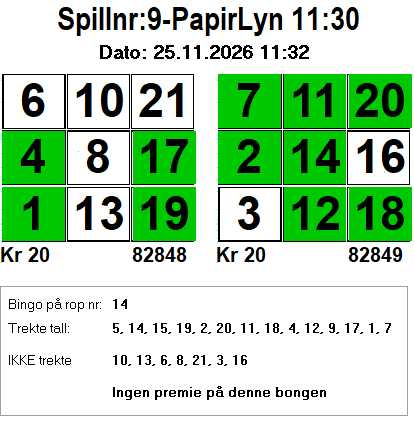 Spillnr:9-PapirLyn 11:30
Dato: 25.11.2026 11:32
6 10 21 7 11 20
4 8 17 2 14 16
1 13 19 3 12 18
Kr 20 82848 Kr 20 82849
Bingo på rop nr: 14
Trekte tall: 5, 14, 15, 19, 2, 20, 11, 18, 4, 12, 9, 17, 1, 7
IKKE trekte 10, 13, 6, 8, 21, 3, 16
Ingen premie på denne bongen